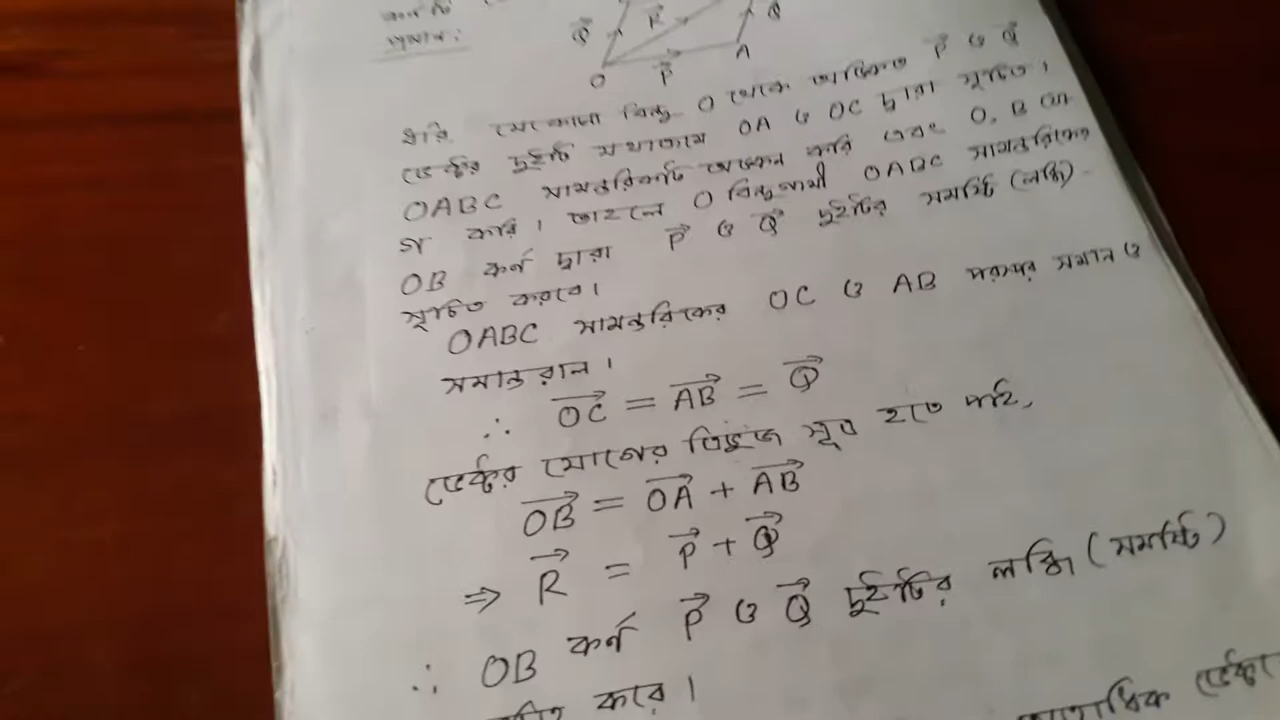 কর্ণ
প্রমাণ:
Q R Q
O P A
ধরি যেকোনো বিন্দু O থেকে অঙ্কিত P ও Q
ভেক্টর দুইটি যথাক্রমে OA ও OC দ্বারা সূচিত।
OABC সামন্তরিকটি অঙ্কন করি এবং O, B
করি। তাহলে O বিন্দুগামী OABC সামন্তরিকের
OB কর্ণ দ্বারা P ও Q দুইটির সমষ্টি (লব্ধি)
সূচিত করবে।
OABC সামন্তরিকের OC ও AB পরস্পর সমান ও
সমান্তরাল।
∴ OC = AB = Q
ভেক্টর যোগের ত্রিভুজ সূত্র হতে পাই,
OB = OA + AB
⇒ R = P + Q
∴ OB কর্ণ P ও Q দুইটির লব্ধি (সমষ্টি)
করে।